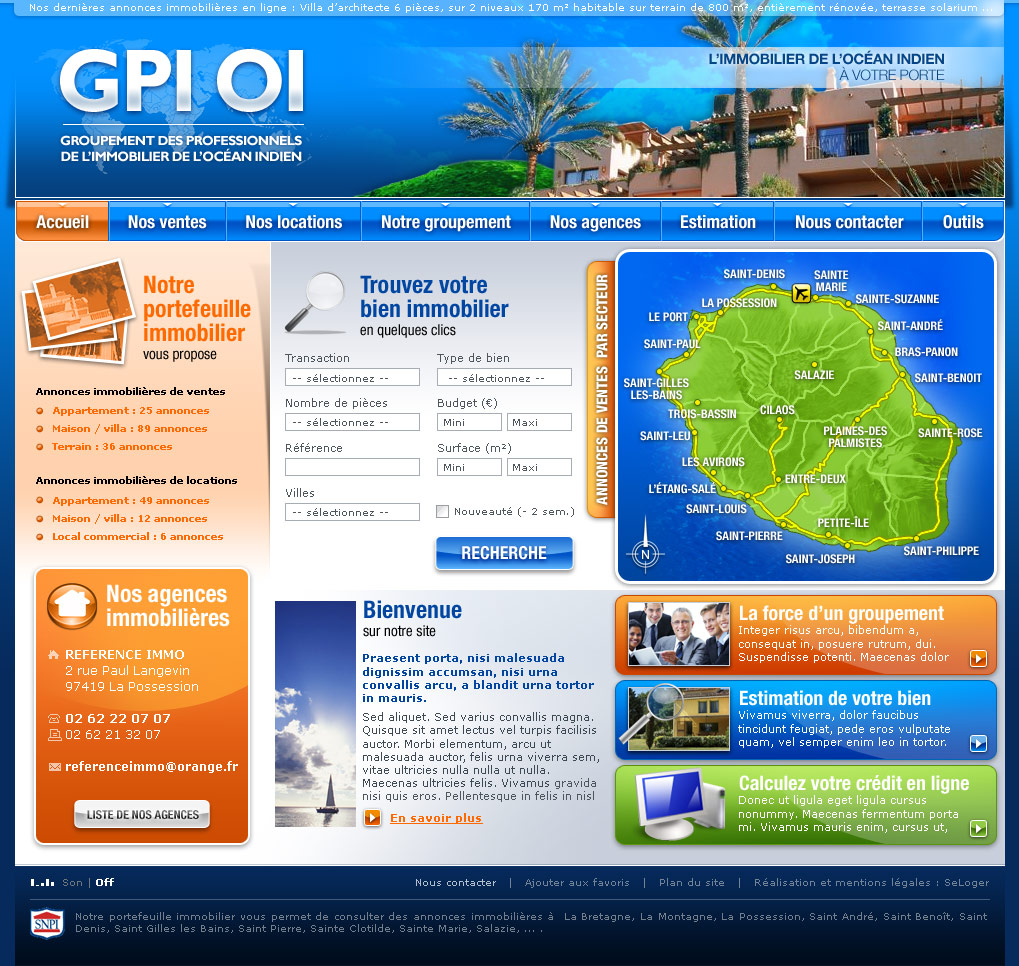 Nos dernières annonces immobilières en ligne : Villa d'architecte 6 pièces, sur 2 niveaux 170 m² habitable sur terrain de 800 m², entièrement rénovée, terrasse solarium ...
GPI OI
GROUPEMENT DES PROFESSIONNELS
DE L'IMMOBILIER DE L'OCÉAN INDIEN
L'IMMOBILIER DE L'OCÉAN INDIEN
À VOTRE PORTE
Accueil
Nos ventes
Nos locations
Notre groupement
Nos agences
Estimation
Nous contacter
Outils
Notre
portefeuille
immobilier
vous propose
Annonces immobilières de ventes
Appartement : 25 annonces
Maison / villa : 89 annonces
Terrain : 36 annonces
Annonces immobilières de locations
Appartement : 49 annonces
Maison / villa : 12 annonces
Local commercial : 6 annonces
Nos agences
immobilières
REFERENCE IMMO
2 rue Paul Langevin
97419 La Possession
02 62 22 07 07
02 62 21 32 07
referenceimmo@orange.fr
LISTE DE NOS AGENCES
Trouvez votre
bien immobilier
en quelques clics
Transaction
-- sélectionnez --
Type de bien
-- sélectionnez --
Nombre de pièces
-- sélectionnez --
Budget (€)
Mini
Maxi
Référence
Surface (m²)
Mini
Maxi
Villes
-- sélectionnez --
Nouveauté (- 2 sem.)
RECHERCHE
ANNONCES DE VENTES PAR SECTEUR
SAINT-DENIS
SAINTE
MARIE
LA POSSESSION
SAINTE-SUZANNE
LE PORT
SAINT-ANDRÉ
SAINT-PAUL
BRAS-PANON
SALAZIE
SAINT-BENOIT
SAINT-GILLES
LES-BAINS
TROIS-BASSIN
CILAOS
PLAINES-DES
PALMISTES
SAINTE-ROSE
SAINT-LEU
LES AVIRONS
ENTRE-DEUX
L'ÉTANG-SALÉ
SAINT-LOUIS
PETITE-ÎLE
SAINT-PIERRE
SAINT-JOSEPH
SAINT-PHILIPPE
N
Bienvenue
sur notre site
Praesent porta, nisi malesuada
dignissim accumsan, nisi urna
convallis arcu, a blandit urna tortor
in mauris.
Sed aliquet. Sed varius convallis magna.
Quisque sit amet lectus vel turpis facilisis
auctor. Morbi elementum, arcu ut
malesuada auctor, felis urna viverra sem,
vitae ultricies nulla nulla ut nulla.
Maecenas ultricies felis. Vivamus gravida
nisi quis eros. Pellentesque in felis in nisl
En savoir plus
La force d'un groupement
Integer risus arcu, bibendum a,
consequat in, posuere rutrum, dui.
Suspendisse potenti. Maecenas dolor
Estimation de votre bien
Vivamus viverra, dolor faucibus
tincidunt feugiat, pede eros vulputate
quam, vel semper enim leo in tortor.
Calculez votre crédit en ligne
Donec ut ligula eget ligula cursus
nonummy. Maecenas fermentum porta
mi. Vivamus mauris enim, cursus ut,
Son | Off
Nous contacter | Ajouter aux favoris | Plan du site | Réalisation et mentions légales : SeLoger
SNPI
Notre portefeuille immobilier vous permet de consulter des annonces immobilières à La Bretagne, La Montagne, La Possession, Saint André, Saint Benoît, Saint
Denis, Saint Gilles les Bains, Saint Pierre, Sainte Clotilde, Sainte Marie, Salazie, ... .